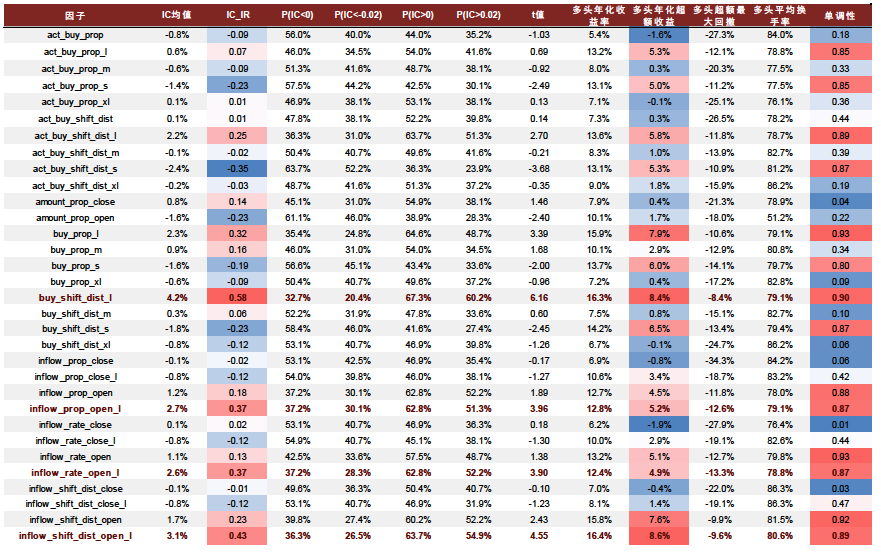 因子 IC均值 IC_IR P(IC<0) P(IC<-0.02) P(IC>0) P(IC>0.02) t值 多头年化收益率 多头年化超额收益 多头超额最大回撤 多头平均换手率 单调性
act_buy_prop -0.8% -0.09 56.0% 40.0% 44.0% 35.2% -1.03 5.4% -1.6% -27.3% 84.0% 0.18
act_buy_prop_l 0.6% 0.07 46.0% 34.5% 54.0% 41.6% 0.69 13.2% 5.3% -12.1% 78.8% 0.85
act_buy_prop_m -0.6% -0.09 51.3% 41.6% 48.7% 38.1% -0.92 8.0% 0.3% -20.3% 77.5% 0.33
act_buy_prop_s -1.4% -0.23 57.5% 44.2% 42.5% 30.1% -2.49 13.1% 5.0% -11.2% 77.5% 0.85
act_buy_prop_xl 0.1% 0.01 46.9% 38.1% 53.1% 38.1% 0.13 7.1% -0.1% -25.1% 76.1% 0.36
act_buy_shift_dist 0.1% 0.01 47.8% 38.1% 52.2% 39.8% 0.14 7.3% 0.3% -26.5% 78.2% 0.44
act_buy_shift_dist_l 2.2% 0.25 36.3% 31.0% 63.7% 51.3% 2.70 13.6% 5.8% -11.8% 78.7% 0.89
act_buy_shift_dist_m -0.1% -0.02 50.4% 40.7% 49.6% 41.6% -0.21 8.3% 1.0% -13.9% 82.7% 0.39
act_buy_shift_dist_s -2.4% -0.35 63.7% 52.2% 36.3% 23.9% -3.68 13.1% 5.3% -10.9% 81.2% 0.87
act_buy_shift_dist_xl -0.2% -0.03 48.7% 41.6% 51.3% 37.2% -0.35 9.0% 1.8% -15.9% 86.2% 0.19
amount_prop_close 0.8% 0.14 45.1% 31.0% 54.9% 38.1% 1.46 7.9% 0.4% -21.3% 78.9% 0.04
amount_prop_open -1.6% -0.23 61.1% 46.0% 38.9% 28.3% -2.40 10.1% 1.7% -18.0% 51.2% 0.22
buy_prop_l 2.3% 0.32 35.4% 24.8% 64.6% 48.7% 3.39 15.9% 7.9% -10.6% 79.1% 0.93
buy_prop_m 0.9% 0.16 46.0% 31.0% 54.0% 34.5% 1.68 10.1% 2.9% -12.9% 80.8% 0.34
buy_prop_s -1.6% -0.19 56.6% 45.1% 43.4% 33.6% -2.00 13.7% 6.0% -14.1% 79.7% 0.80
buy_prop_xl -0.6% -0.09 50.4% 40.7% 49.6% 37.2% -0.96 7.2% 0.4% -17.2% 82.8% 0.09
buy_shift_dist_l 4.2% 0.58 32.7% 20.4% 67.3% 60.2% 6.16 16.3% 8.4% -8.4% 79.1% 0.90
buy_shift_dist_m 0.3% 0.06 52.2% 31.9% 47.8% 33.6% 0.60 7.5% 0.8% -15.1% 82.7% 0.10
buy_shift_dist_s -1.8% -0.23 58.4% 46.0% 41.6% 27.4% -2.45 14.2% 6.5% -13.4% 79.4% 0.87
buy_shift_dist_xl -0.8% -0.12 53.1% 40.7% 46.9% 39.8% -1.26 6.7% -0.1% -24.7% 86.2% 0.06
inflow_prop_close -0.1% -0.02 53.1% 42.5% 46.9% 35.4% -0.17 6.9% -0.8% -34.3% 84.2% 0.06
inflow_prop_close_l -0.8% -0.12 54.0% 39.8% 46.0% 38.1% -1.27 10.6% 3.4% -18.7% 83.2% 0.42
inflow_prop_open 1.2% 0.18 37.2% 30.1% 62.8% 52.2% 1.89 12.7% 4.5% -11.8% 78.0% 0.88
inflow_prop_open_l 2.7% 0.37 37.2% 30.1% 62.8% 51.3% 3.96 12.8% 5.2% -12.6% 79.1% 0.87
inflow_rate_close 0.1% 0.02 53.1% 40.7% 46.9% 36.3% 0.18 6.2% -1.9% -27.9% 76.4% 0.01
inflow_rate_close_l -0.8% -0.12 54.9% 40.7% 45.1% 38.1% -1.30 10.0% 2.9% -19.1% 82.6% 0.44
inflow_rate_open 1.1% 0.13 42.5% 33.6% 57.5% 48.7% 1.38 13.2% 5.1% -12.7% 79.8% 0.93
inflow_rate_open_l 2.6% 0.37 37.2% 28.3% 62.8% 52.2% 3.90 12.4% 4.9% -13.3% 78.8% 0.87
inflow_shift_dist_close -0.1% -0.01 49.6% 36.3% 50.4% 40.7% -0.10 7.0% -0.4% -22.0% 86.3% 0.03
inflow_shift_dist_close_l -0.8% -0.12 53.1% 40.7% 46.9% 31.9% -1.23 8.1% 1.4% -19.1% 86.3% 0.47
inflow_shift_dist_open 1.7% 0.23 39.8% 27.4% 60.2% 52.2% 2.43 15.8% 7.6% -9.9% 81.5% 0.92
inflow_shift_dist_open_l 3.1% 0.43 36.3% 26.5% 63.7% 54.9% 4.55 16.4% 8.6% -9.6% 80.6% 0.89